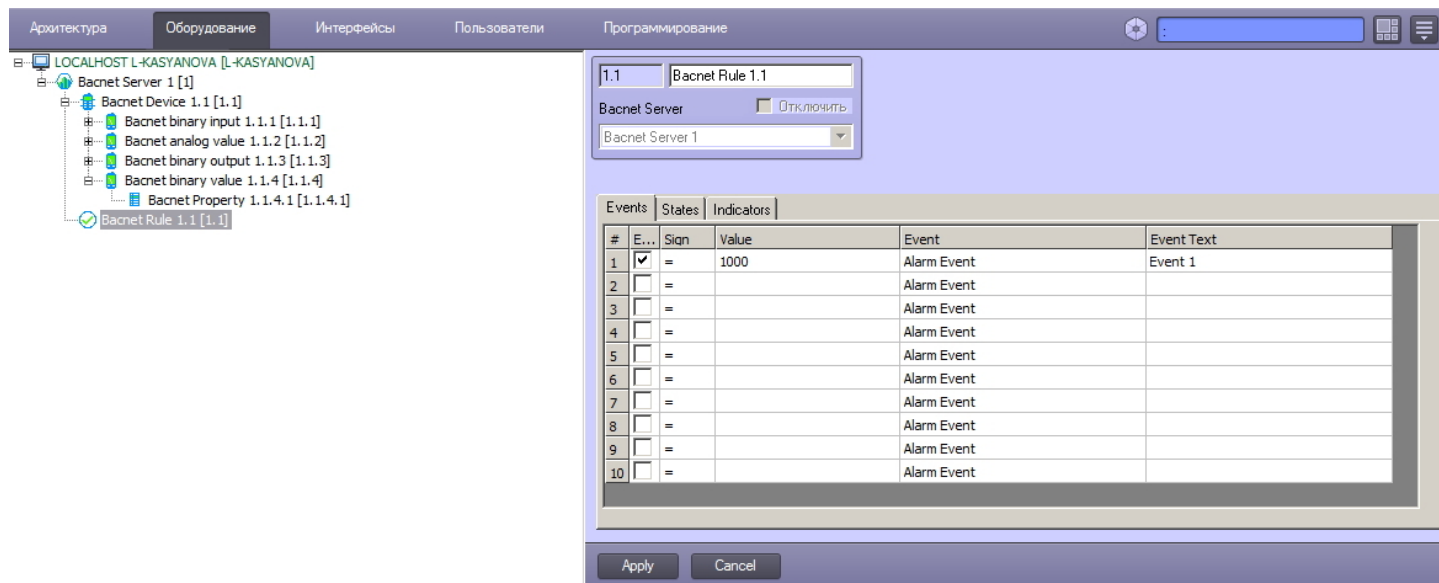 Архитектура Оборудование Интерфейсы Пользователи Программирование :
LOCALHOST L-KASYANOVA [L-KASYANOVA]
Bacnet Server 1 [1]
Bacnet Device 1.1 [1.1]
Bacnet binary input 1.1.1 [1.1.1]
Bacnet analog value 1.1.2 [1.1.2]
Bacnet binary output 1.1.3 [1.1.3]
Bacnet binary value 1.1.4 [1.1.4]
Bacnet Property 1.1.4.1 [1.1.4.1]
Bacnet Rule 1.1 [1.1]
1.1 Bacnet Rule 1.1
Bacnet Server Отключить
Bacnet Server 1
Events States Indicators
# E... Sign Value Event Event Text
1 = 1000 Alarm Event Event 1
2 = Alarm Event
3 = Alarm Event
4 = Alarm Event
5 = Alarm Event
6 = Alarm Event
7 = Alarm Event
8 = Alarm Event
9 = Alarm Event
10 = Alarm Event
Apply Cancel